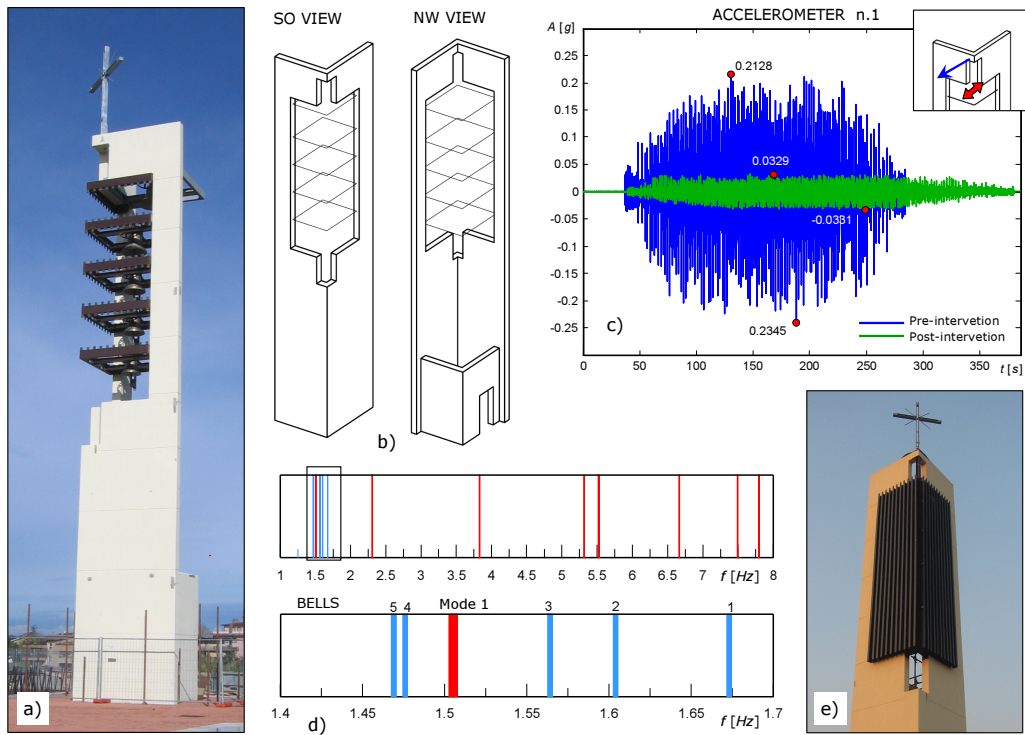 a)
SO VIEW
NW VIEW
b)
ACCELEROMETER n.1
A [g]
0.25
0.2
0.15
0.1
0.05
0
-0.05
-0.1
-0.15
-0.2
-0.25
0.2128
0.0329
-0.0331
0.2345
c)
Pre-intervetion
Post-intervetion
0 50 100 150 200 250 300 350 t [s]
1 1.5 2 2.5 3 3.5 4 4.5 5 5.5 6 6.5 7 f [Hz] 8
BELLS 5 4 Mode 1 3 2 1
1.4 1.45 1.5 1.55 1.6 1.65 f [Hz] 1.7
d)
e)